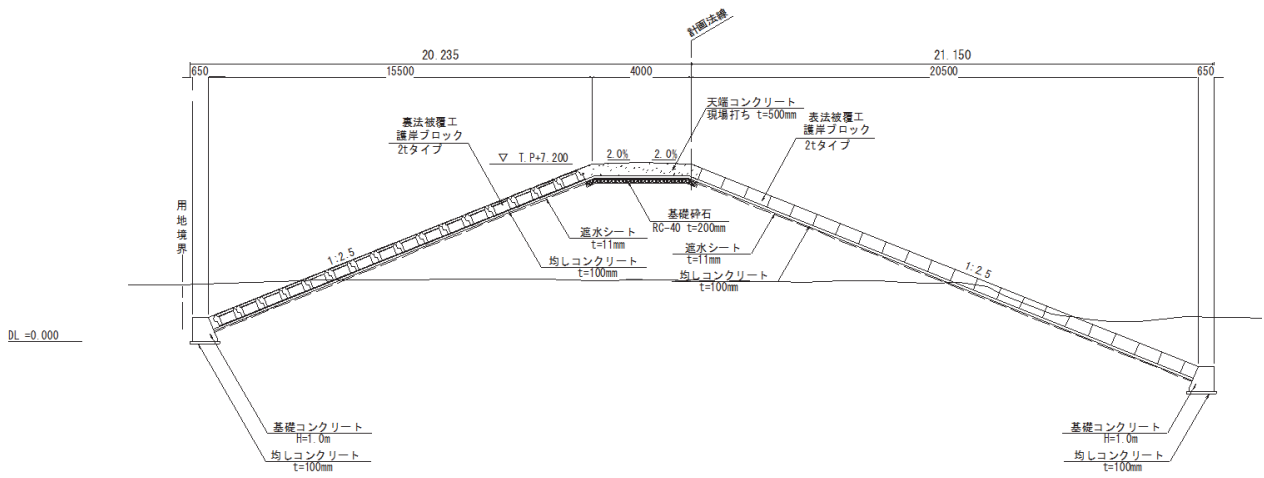 計画法線
20.235
21.150
650
15500
4000
20500
650
天端コンクリート
現場打ち t=500mm
裏法被覆工
護岸ブロック
2tタイプ
表法被覆工
護岸ブロック
2tタイプ
▽ T.P+7.200
2.0%
2.0%
用地境界
基礎砕石
RC-40 t=200mm
遮水シート
t=11mm
遮水シート
t=11mm
1:2.5
均しコンクリート
t=100mm
均しコンクリート
t=100mm
1:2.5
DL =0.000
基礎コンクリート
H=1.0m
均しコンクリート
t=100mm
基礎コンクリート
H=1.0m
均しコンクリート
t=100mm